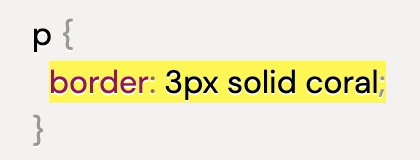 p {
border: 3px solid coral;
}